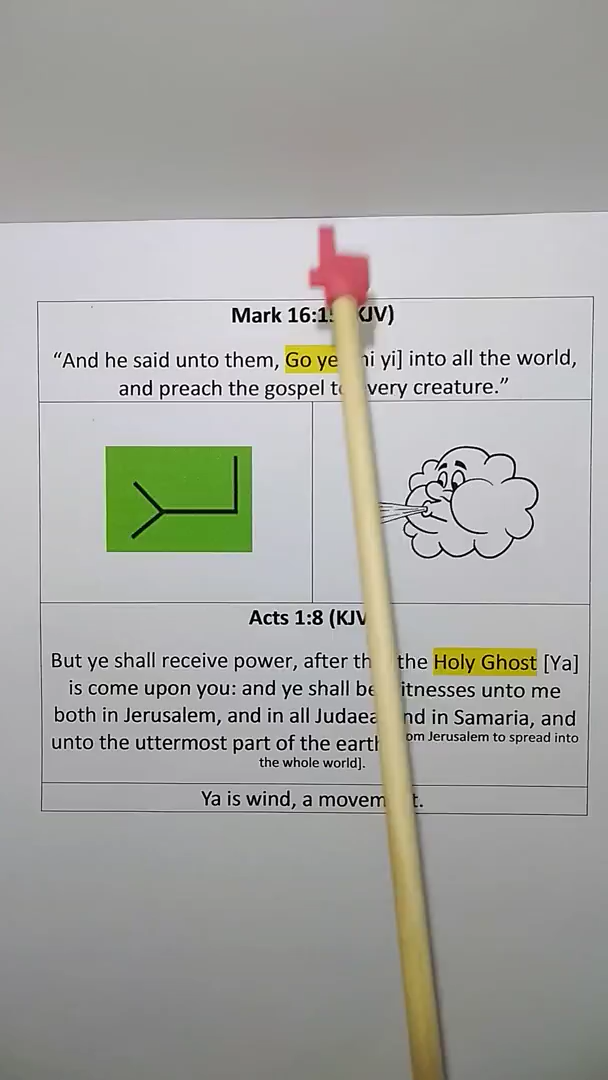 Mark 16:1 KJV)
“And he said unto them, Go ye hi yi] into all the world,
and preach the gospel to very creature.”
Acts 1:8 (KJV
But ye shall receive power, after the Holy Ghost [Ya]
is come upon you: and ye shall be itnesses unto me
both in Jerusalem, and in all Judaea nd in Samaria, and
unto the uttermost part of the earth om Jerusalem to spread into
the whole world].
Ya is wind, a movem t.